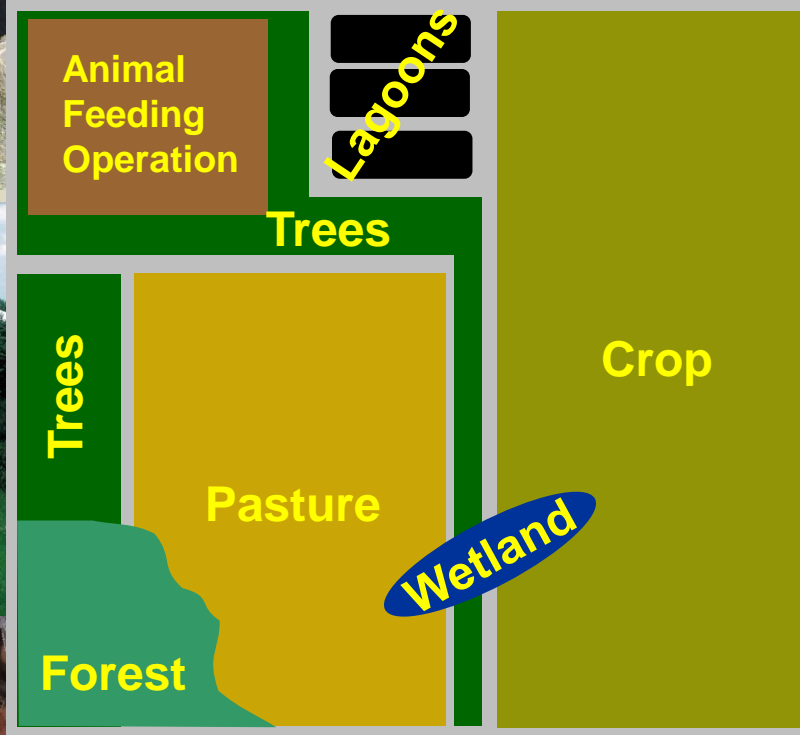 Animal
Feeding
Operation
Lagoons
Trees
Trees
Crop
Pasture
Wetland
Forest